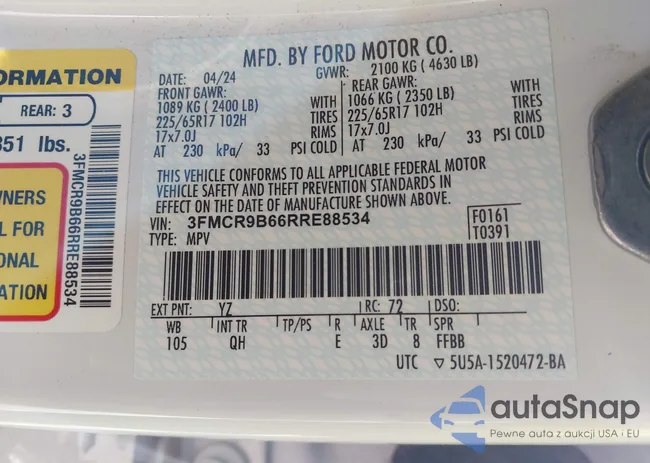 ORMATION
REAR: 3
351 lbs.
3FMCR9B66RRE88534
WNERS
L FOR
ONAL
ATION
MFD. BY FORD MOTOR CO.
DATE: 04/24 GVWR: 2100 KG (4630 LB)
FRONT GAWR: REAR GAWR:
1089 KG (2400 LB) WITH 1066 KG (2350 LB) WITH
225/65R17 102H TIRES 225/65R17 102H TIRES
17x7.0J RIMS 17x7.0J RIMS
AT 230 kPa/ 33 PSI COLD AT 230 kPa/ 33 PSI COLD
THIS VEHICLE CONFORMS TO ALL APPLICABLE FEDERAL MOTOR
VEHICLE SAFETY AND THEFT PREVENTION STANDARDS IN
EFFECT ON THE DATE OF MANUFACTURE SHOWN ABOVE.
VIN: 3FMCR9B66RRE88534 F0161
TYPE: MPV T0391
EXT PNT: YZ RC: 72 DSO:
WB INT TR TP/PS R AXLE TR SPR
105 QH E 3D 8 FFBB
UTC ▽ 5U5A-1520472-BA
autaSnap
Pewne auta z aukcji USA i EU